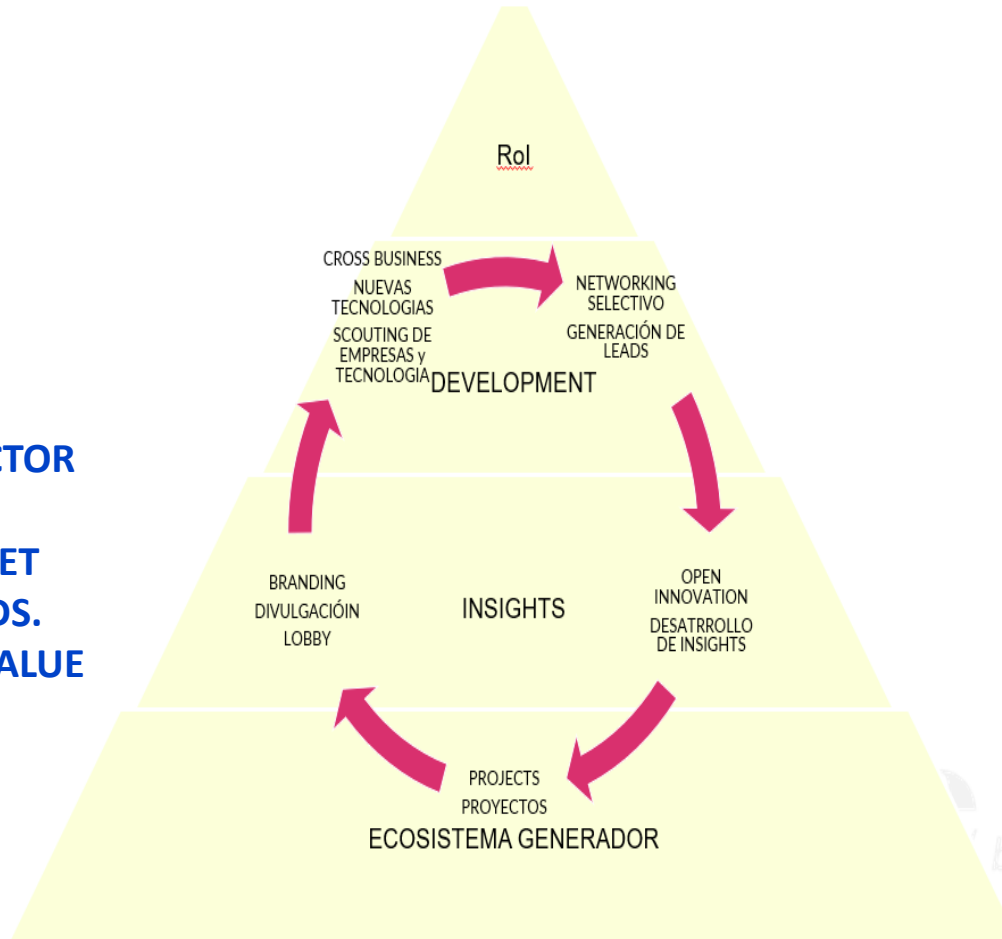 RoI
CROSS BUSINESS
NUEVAS
TECNOLOGIAS
SCOUTING DE
EMPRESAS y
TECNOLOGIA
NETWORKING
SELECTIVO
GENERACIÓN DE
LEADS
DEVELOPMENT
CTOR
ET
DS.
ALUE
BRANDING
DIVULGACIÓIN
LOBBY
INSIGHTS
OPEN
INNOVATION
DESATRROLLO
DE INSIGHTS
PROJECTS
PROYECTOS
ECOSISTEMA GENERADOR